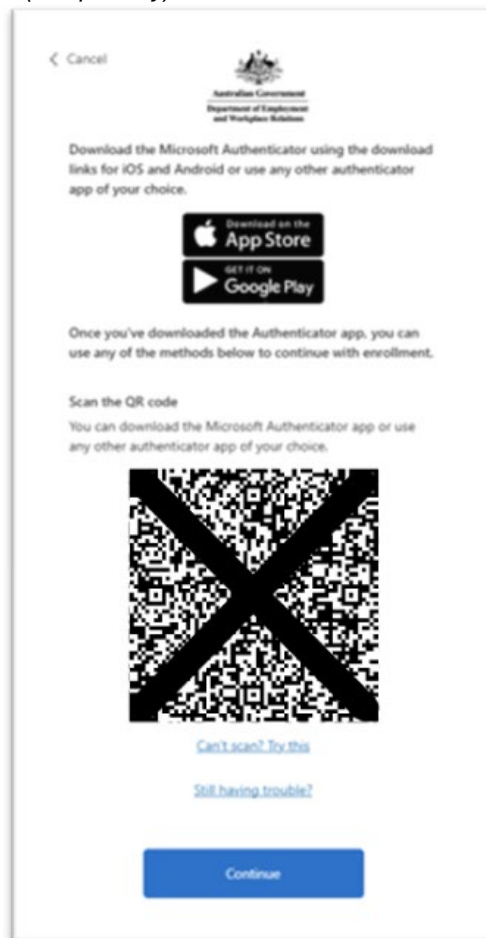 < Cancel
Australian Government
Department of Employment
and Workplace Relations
Download the Microsoft Authenticator using the download
links for iOS and Android or use any other authenticator
app of your choice.
Download on the
App Store
GET IT ON
Google Play
Once you've downloaded the Authenticator app, you can
use any of the methods below to continue with enrollment.
Scan the QR code
You can download the Microsoft Authenticator app or use
any other authenticator app of your choice.
Can't scan? Try this
Still having trouble?
Continue